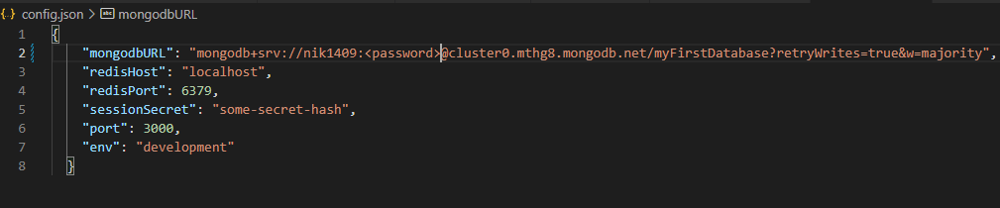 {..} config.json > abc mongodbURL
1 {
2 "mongodbURL": "mongodb+srv://nik1409:<password>@cluster0.mthg8.mongodb.net/myFirstDatabase?retryWrites=true&w=majority",
3 "redisHost": "localhost",
4 "redisPort": 6379,
5 "sessionSecret": "some-secret-hash",
6 "port": 3000,
7 "env": "development"
8 }